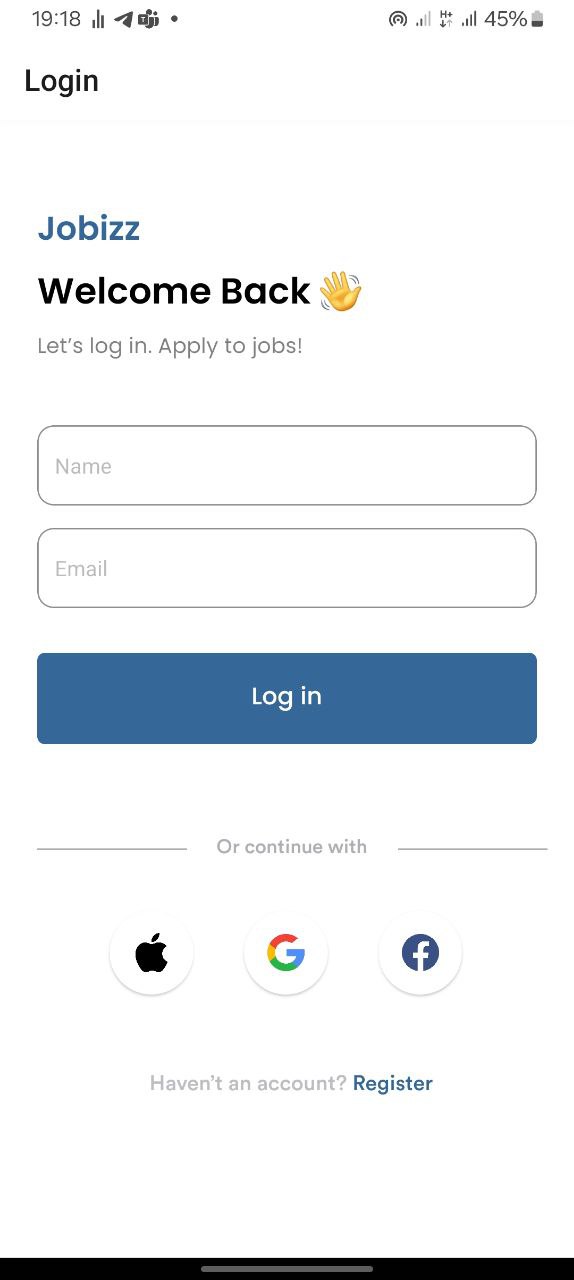 19:18 H+ 45%
Login
Jobizz
Welcome Back 👋
Let’s log in. Apply to jobs!
Name
Email
Log in
Or continue with
Haven’t an account? Register